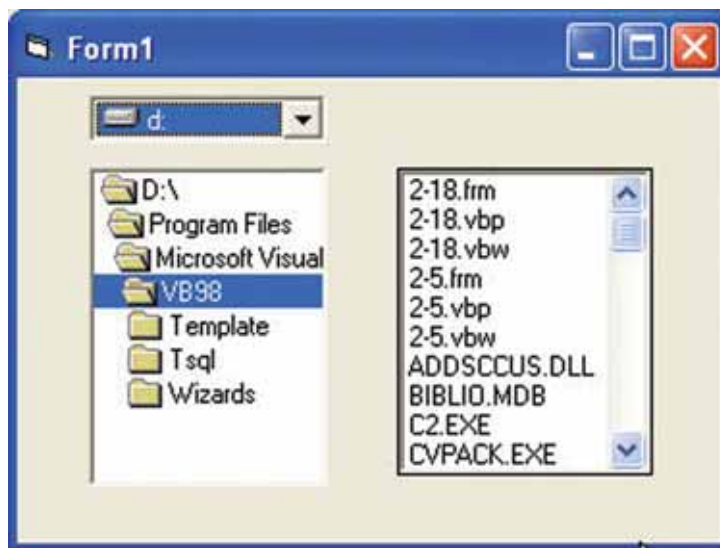 Form1
d:
D:\
Program Files
Microsoft Visual
VB98
Template
Tsql
Wizards
2-18.frm
2-18.vbp
2-18.vbw
2-5.frm
2-5.vbp
2-5.vbw
ADDSCCUS.DLL
BIBLIO.MDB
C2.EXE
CVPACK.EXE